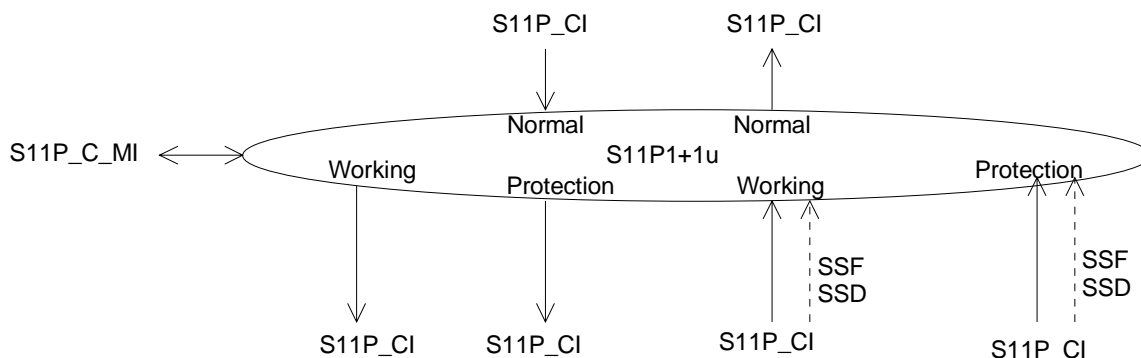 S11P_CI S11P_CI
Normal Normal
S11P_C_MI S11P1+1u
Working Protection Working Protection
SSF SSF
SSD SSD
S11P_CI S11P_CI S11P_CI S11P_CI